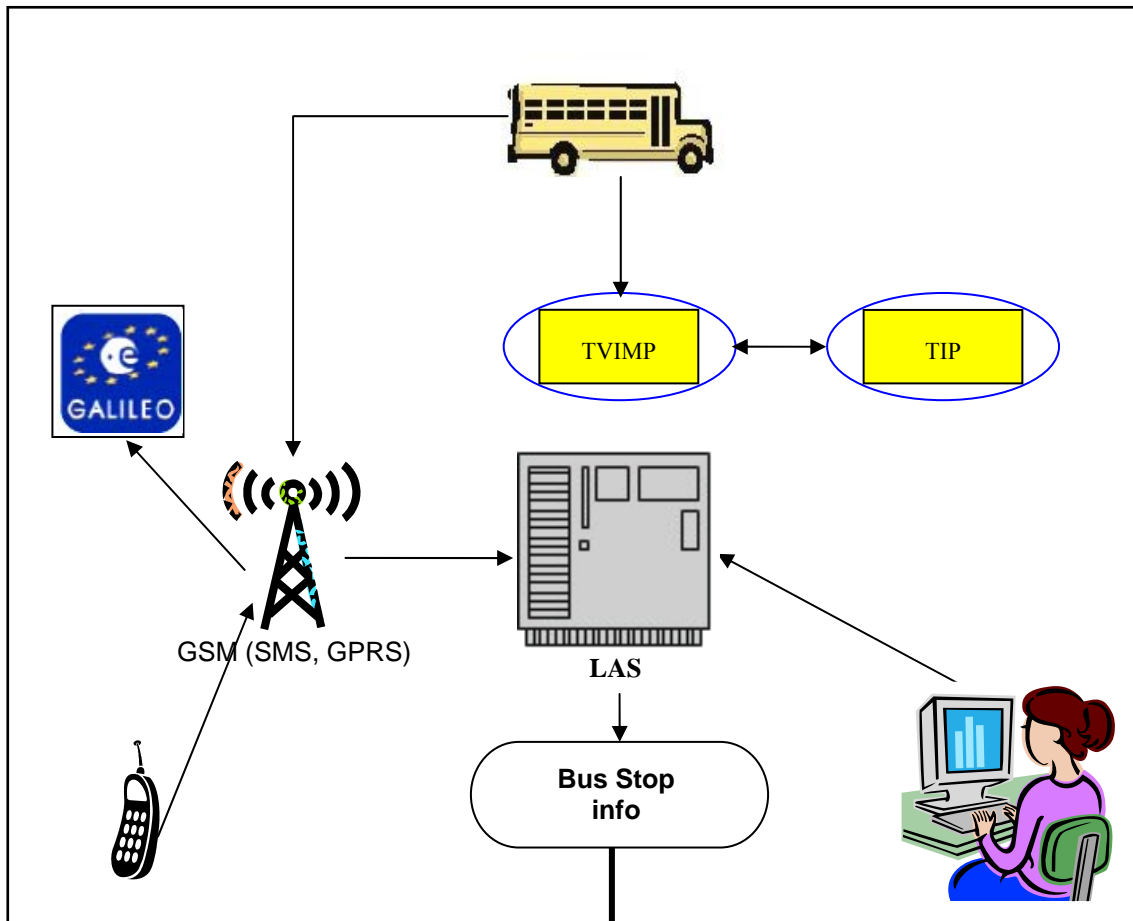 TVIMP
TIP
GALILEO
GSM (SMS, GPRS)
LAS
Bus Stop
info